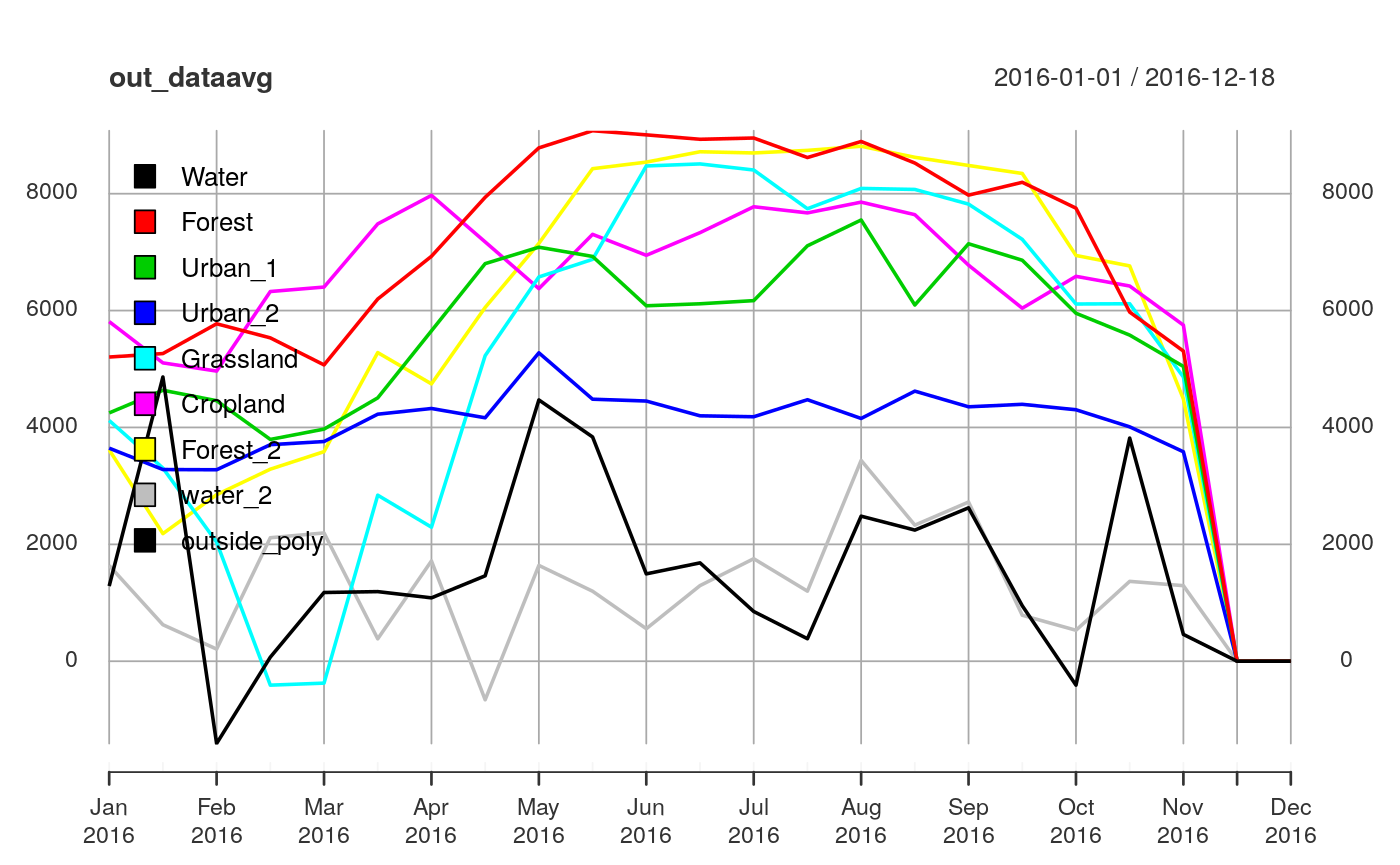 out_dataavg
2016-01-01 / 2016-12-18
Water
8000
8000
Forest
Urban_1
6000
Urban_2
6000
Grassland
Cropland
4000
4000
Forest_2
water_2
2000
outside_poly
2000
0
0
Jan Feb Mar Apr May Jun Jul Aug Sep Oct Nov Dec
2016 2016 2016 2016 2016 2016 2016 2016 2016 2016 2016 2016